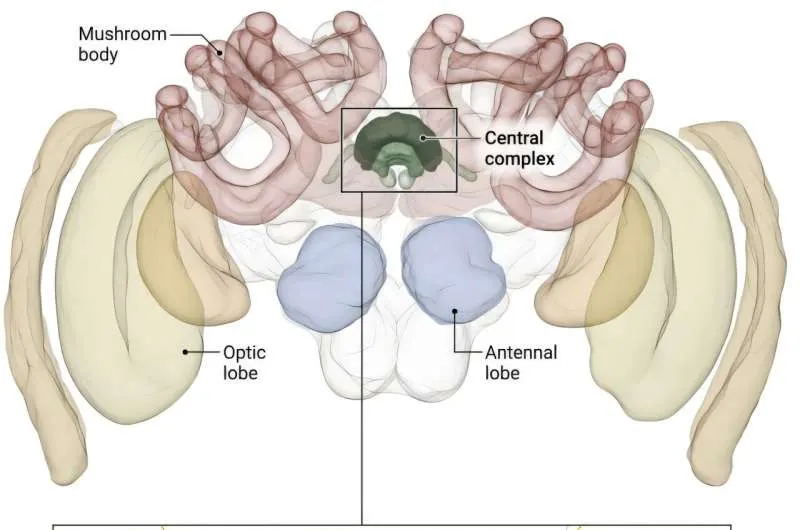 Mushroom
body
Central
complex
Optic
lobe
Antennal
lobe